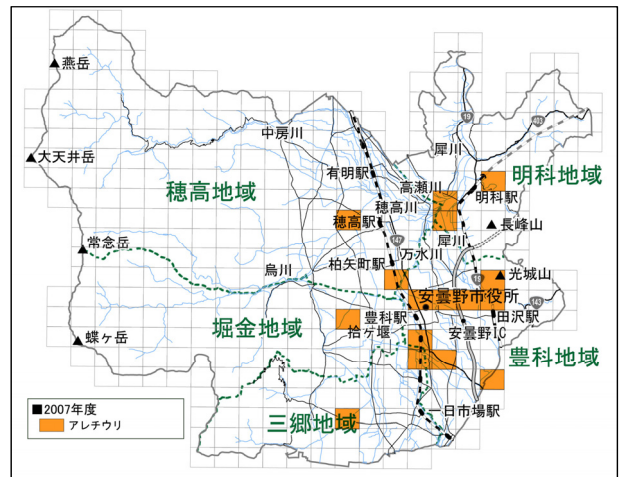 燕岳
19
403
中房川
犀川
大天井岳
有明駅
明科地域
高瀬川
穂高地域
明科駅
穂高川
穂高駅
長峰山
147
犀川
常念岳
万水川
柏矢町駅
烏川
光城山
19
安曇野市役所
143
豊科駅
田沢駅
堀金地域
拾ヶ堰
安曇野IC
蝶ヶ岳
豊科地域
■2007年度
アレチウリ
三郷地域
一日市場駅